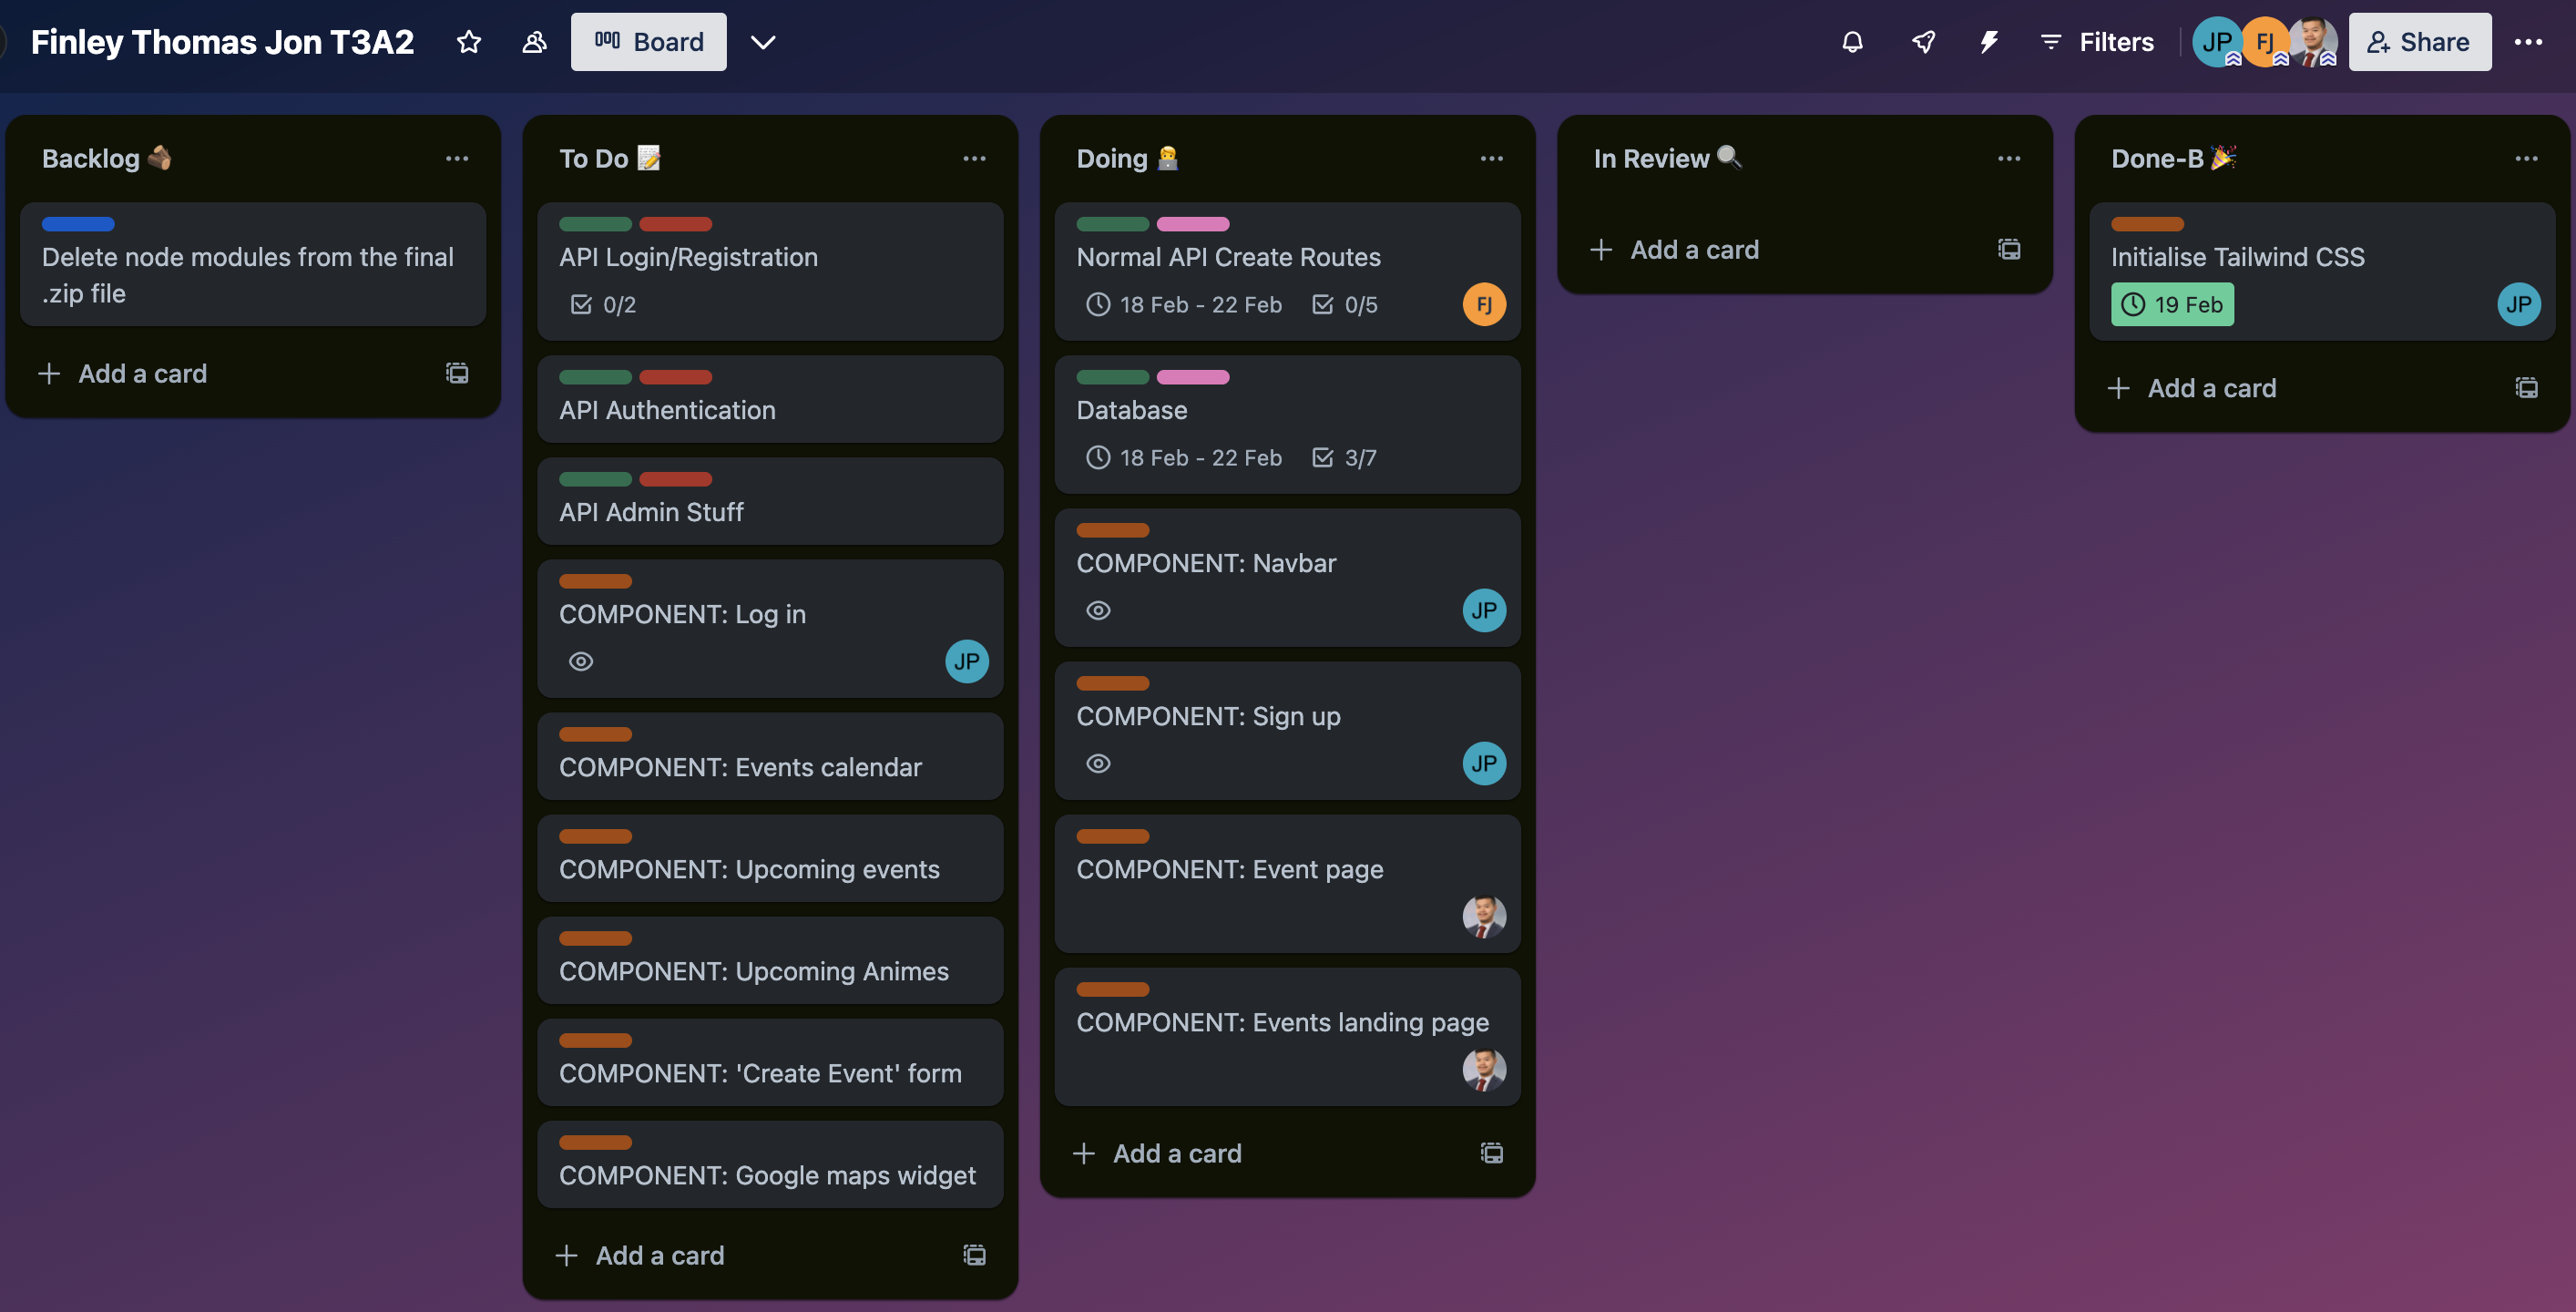 Finley Thomas Jon T3A2
Board
Filters
JP
FJ
Share
Backlog 🪵
Delete node modules from the final
.zip file
Add a card
To Do 📝
API Login/Registration
0/2
API Authentication
API Admin Stuff
COMPONENT: Log in
JP
COMPONENT: Events calendar
COMPONENT: Upcoming events
COMPONENT: Upcoming Animes
COMPONENT: 'Create Event' form
COMPONENT: Google maps widget
Add a card
Doing 🧑‍💻
Normal API Create Routes
18 Feb - 22 Feb 0/5 FJ
Database
18 Feb - 22 Feb 3/7
COMPONENT: Navbar
JP
COMPONENT: Sign up
JP
COMPONENT: Event page
COMPONENT: Events landing page
Add a card
In Review 🔍
Add a card
Done-B 🎉
Initialise Tailwind CSS
19 Feb JP
Add a card